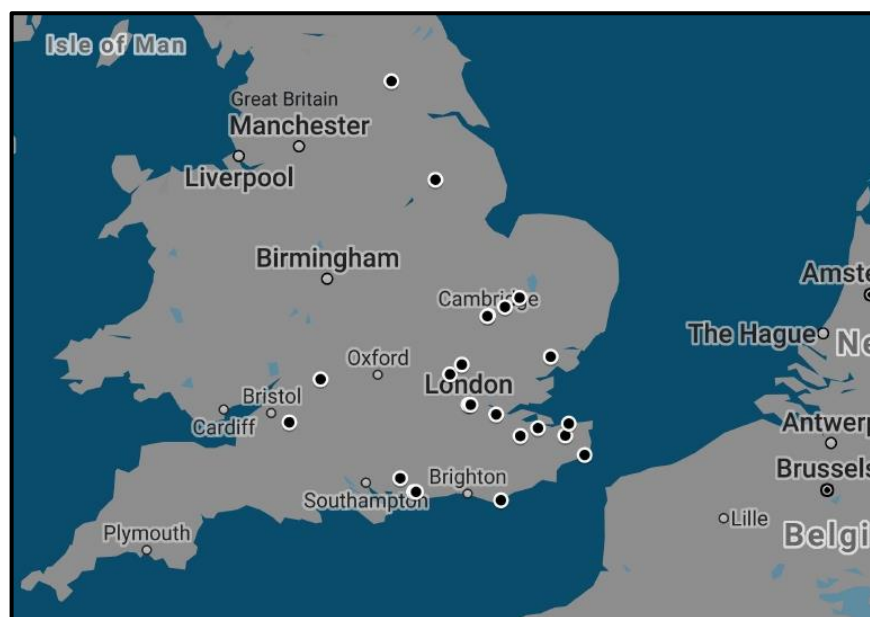 Isle of Man
Great Britain
Manchester
Liverpool
Birmingham
Cambridge
Amste
The Hague
Ne
Oxford
London
Bristol
Cardiff
Antwerp
Brussels
Southampton
Brighton
Lille
Plymouth
Belgi